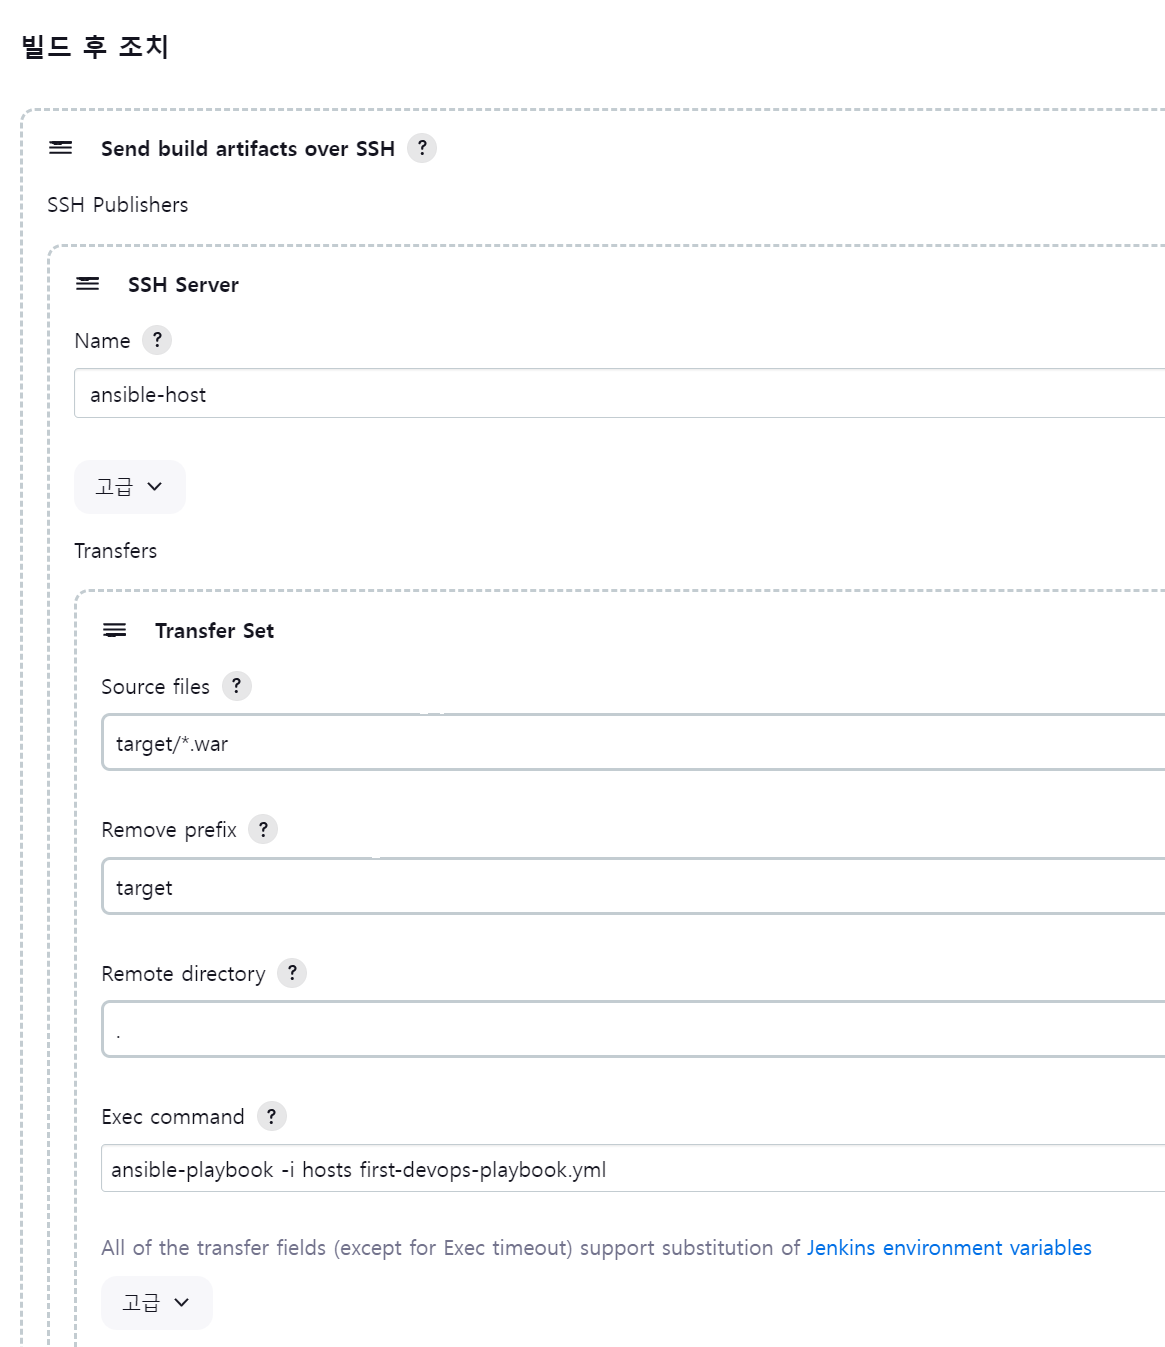 빌드 후 조치
Send build artifacts over SSH ?
SSH Publishers
SSH Server
Name ?
ansible-host
고급
Transfers
Transfer Set
Source files ?
target/*.war
Remove prefix ?
target
Remote directory ?
.
Exec command ?
ansible-playbook -i hosts first-devops-playbook.yml
All of the transfer fields (except for Exec timeout) support substitution of Jenkins environment variables
고급